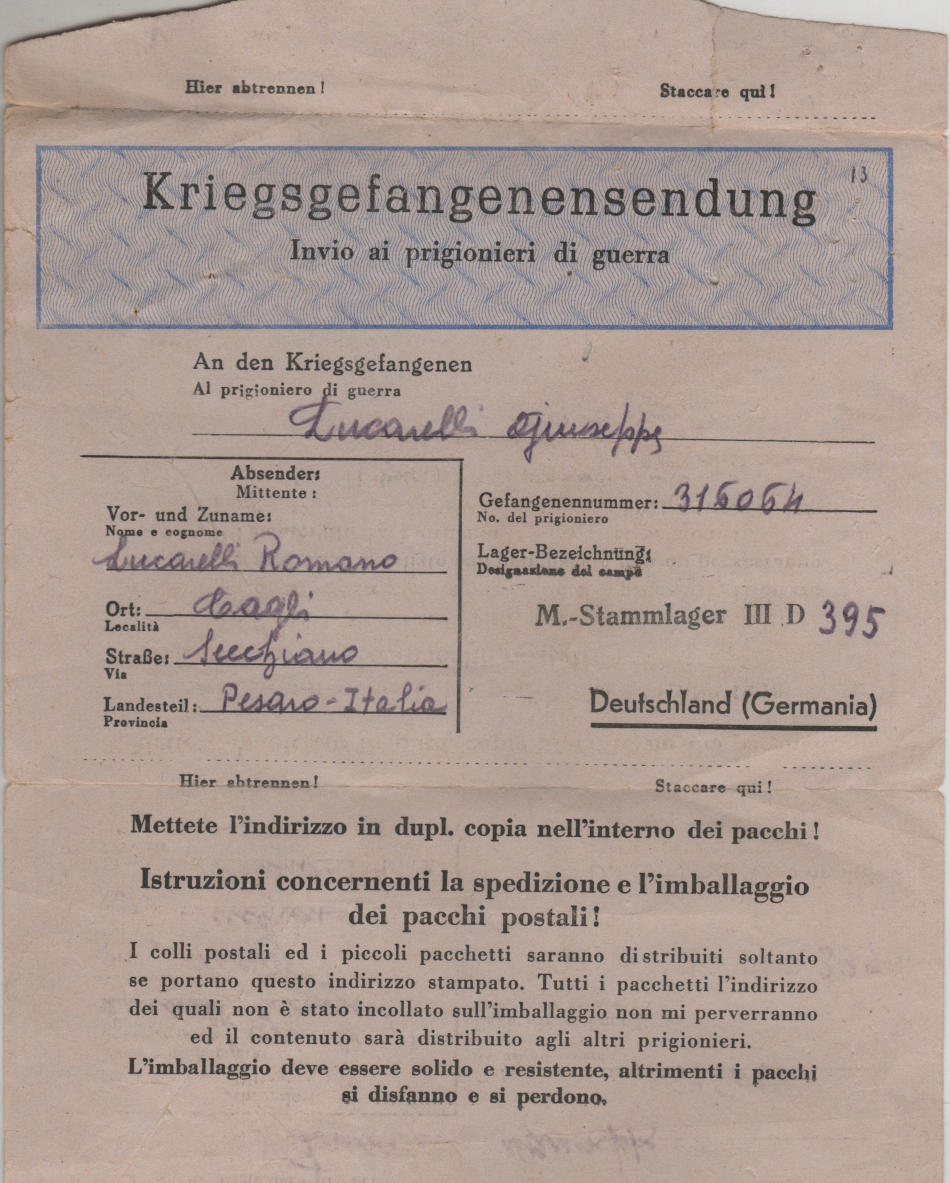 Hier abtrennen! Staccare qui!
13
Kriegsgefangenensendung
Invio ai prigionieri di guerra
An den Kriegsgefangenen
Al prigioniero di guerra
Lucarelli Giuseppe
Absender:
Mittente:
Vor- und Zuname:
Nome e cognome
Lucarelli Romano
Ort: Cagli
Località
Straße: Secchiano
Via
Landesteil: Pesaro-Italia
Provincia
Gefangenennummer: 315054
No. del prigioniero
Lager-Bezeichnung:
Designazione del campo
M.-Stammlager III D 395
Deutschland (Germania)
Hier abtrennen! Staccare qui!
Mettete l'indirizzo in dupl. copia nell'interno dei pacchi!
Istruzioni concernenti la spedizione e l'imballaggio
dei pacchi postali!
I colli postali ed i piccoli pacchetti saranno distribuiti soltanto
se portano questo indirizzo stampato. Tutti i pacchetti l'indirizzo
dei quali non è stato incollato sull'imballaggio non mi perverranno
ed il contenuto sarà distribuito agli altri prigionieri.
L'imballaggio deve essere solido e resistente, altrimenti i pacchi
si disfanno e si perdono.